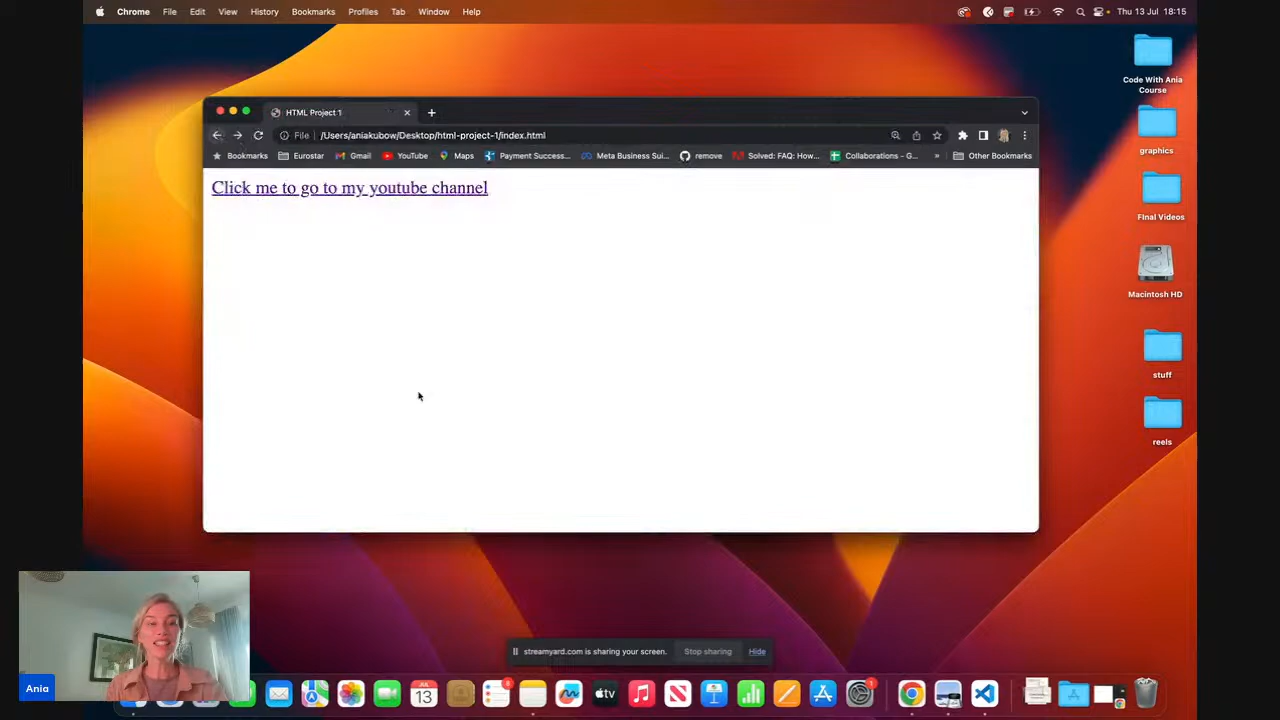 Chrome File Edit View History Bookmarks Profiles Tab Window Help
Thu 13 Jul 18:15
Code With Ania
Course
graphics
FInal Videos
Macintosh HD
stuff
reels
HTML Project 1
File | /Users/aniakubow/Desktop/html-project-1/index.html
Bookmarks Eurostar Gmail YouTube Maps Payment Success... Meta Business Sui... remove Solved: FAQ: How... Collaborations - G... » Other Bookmarks
Click me to go to my youtube channel
streamyard.com is sharing your screen. Stop sharing Hide
Ania
JUL
13
tv